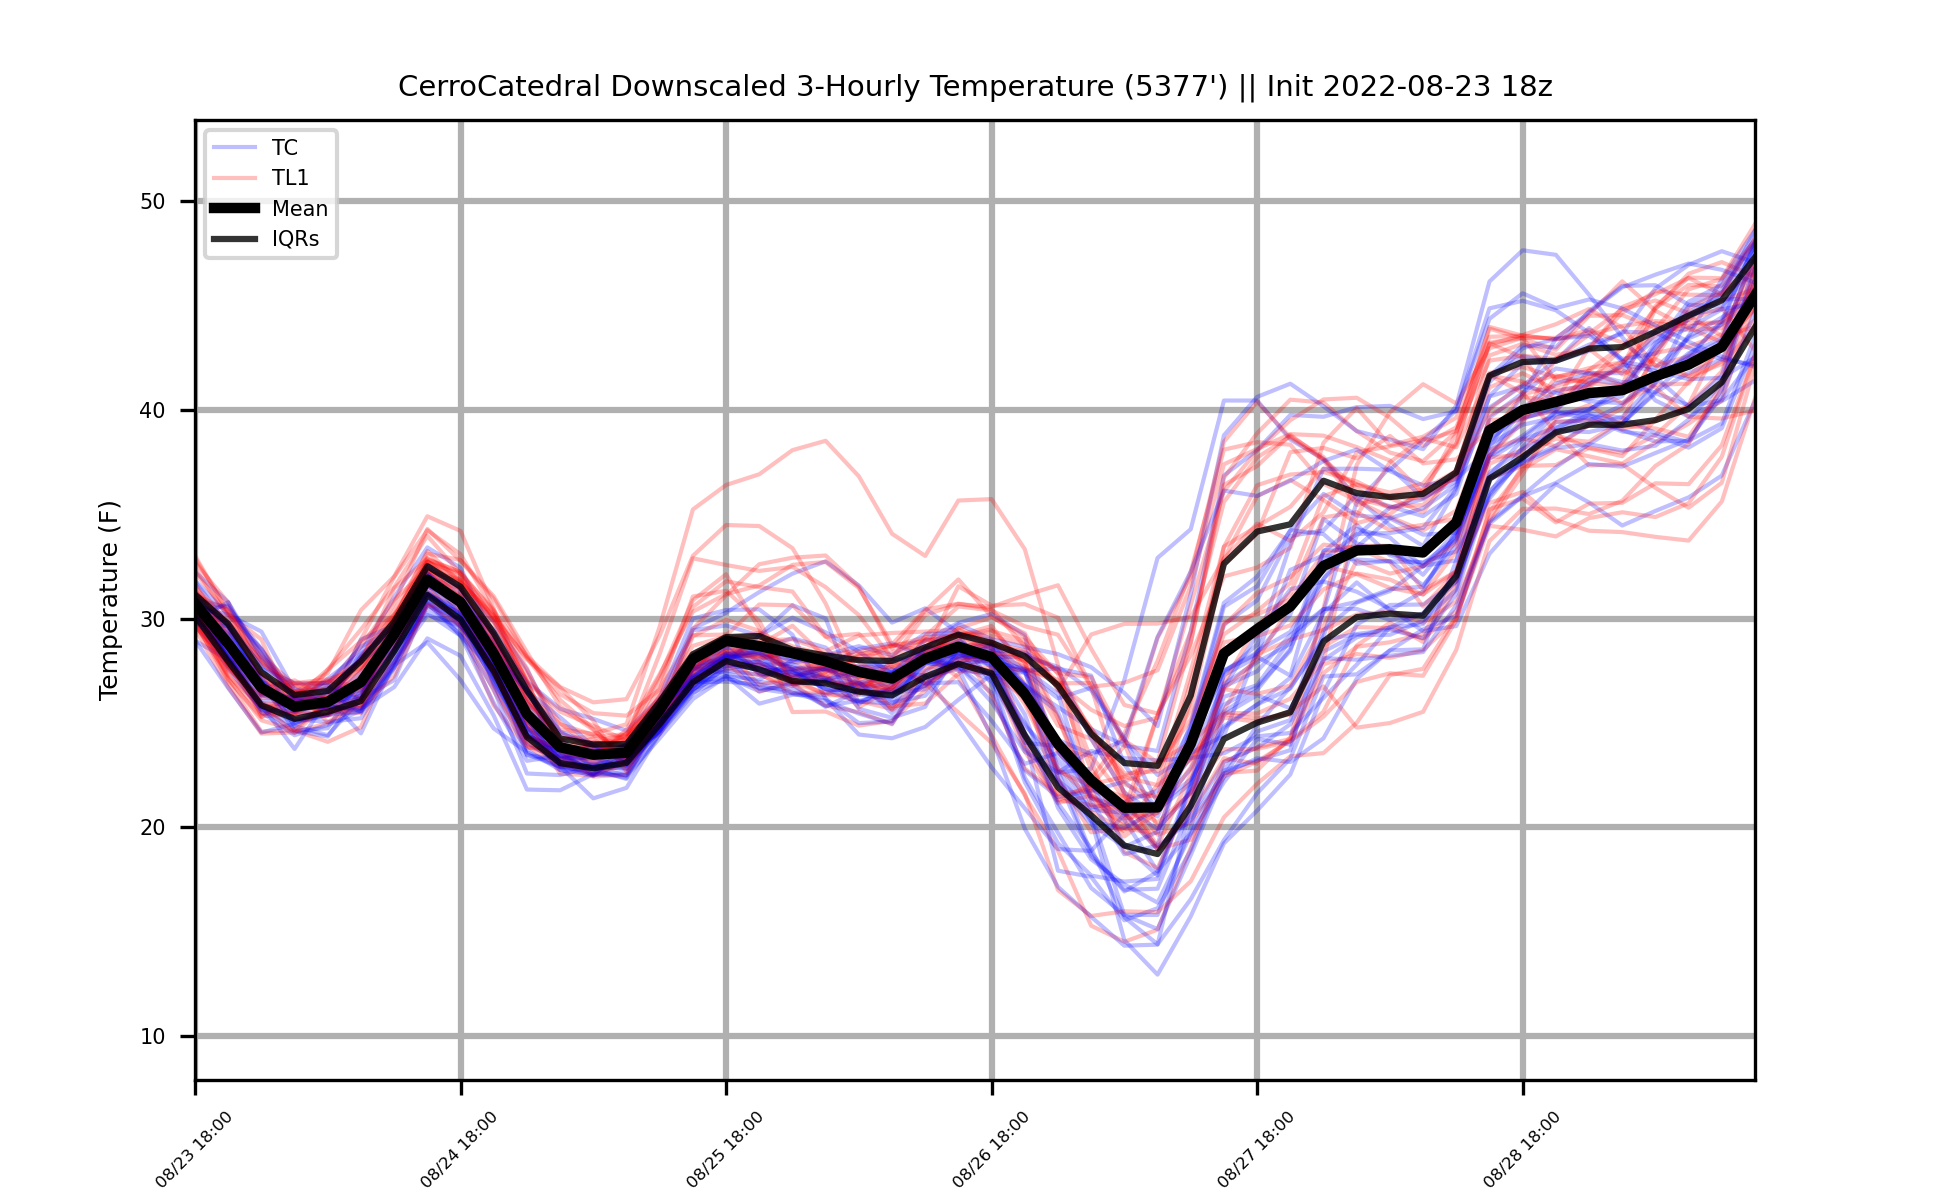 CerroCatedral Downscaled 3-Hourly Temperature (5377') || Init 2022-08-23 18z
TC
TL1
Mean
IQRs
Temperature (F)
50
40
30
20
10
08/23 18:00
08/24 18:00
08/25 18:00
08/26 18:00
08/27 18:00
08/28 18:00